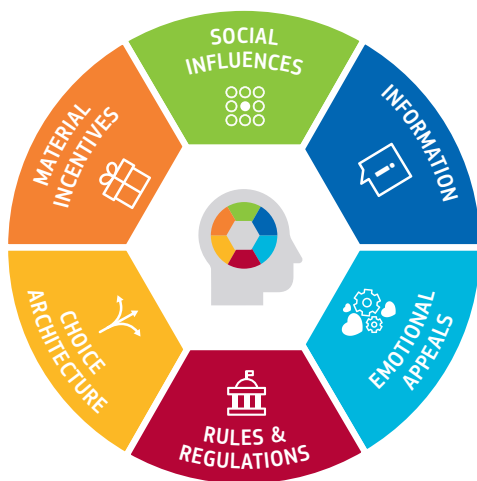 SOCIAL
INFLUENCES
INFORMATION
EMOTIONAL
APPEALS
RULES &
REGULATIONS
CHOICE
ARCHITECTURE
MATERIAL
INCENTIVES